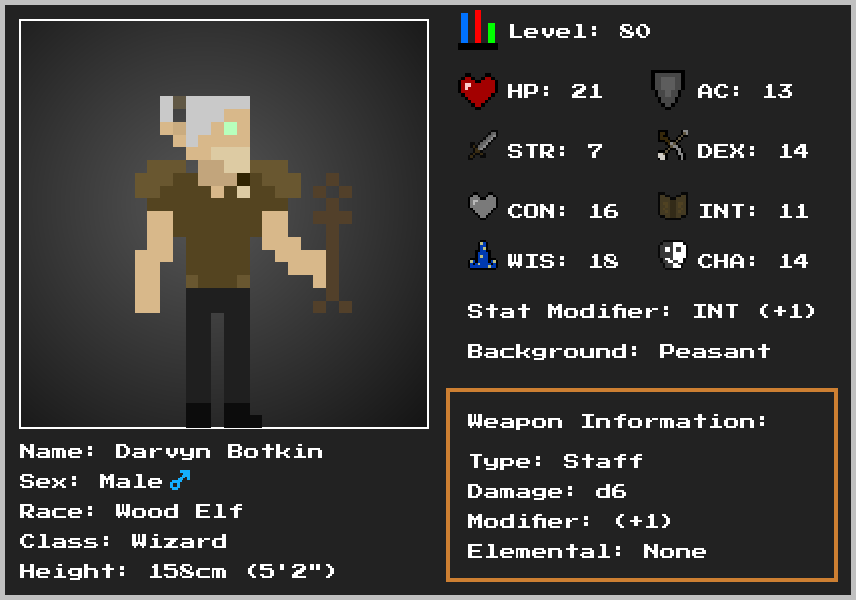 Level: 80
HP: 21
AC: 13
STR: 7
DEX: 14
CON: 16
INT: 11
WIS: 18
CHA: 14
Stat Modifier: INT (+1)
Background: Peasant
Weapon Information:
Type: Staff
Damage: d6
Modifier: (+1)
Elemental: None
Name: Darvyn Botkin
Sex: Male♂
Race: Wood Elf
Class: Wizard
Height: 158cm (5'2")